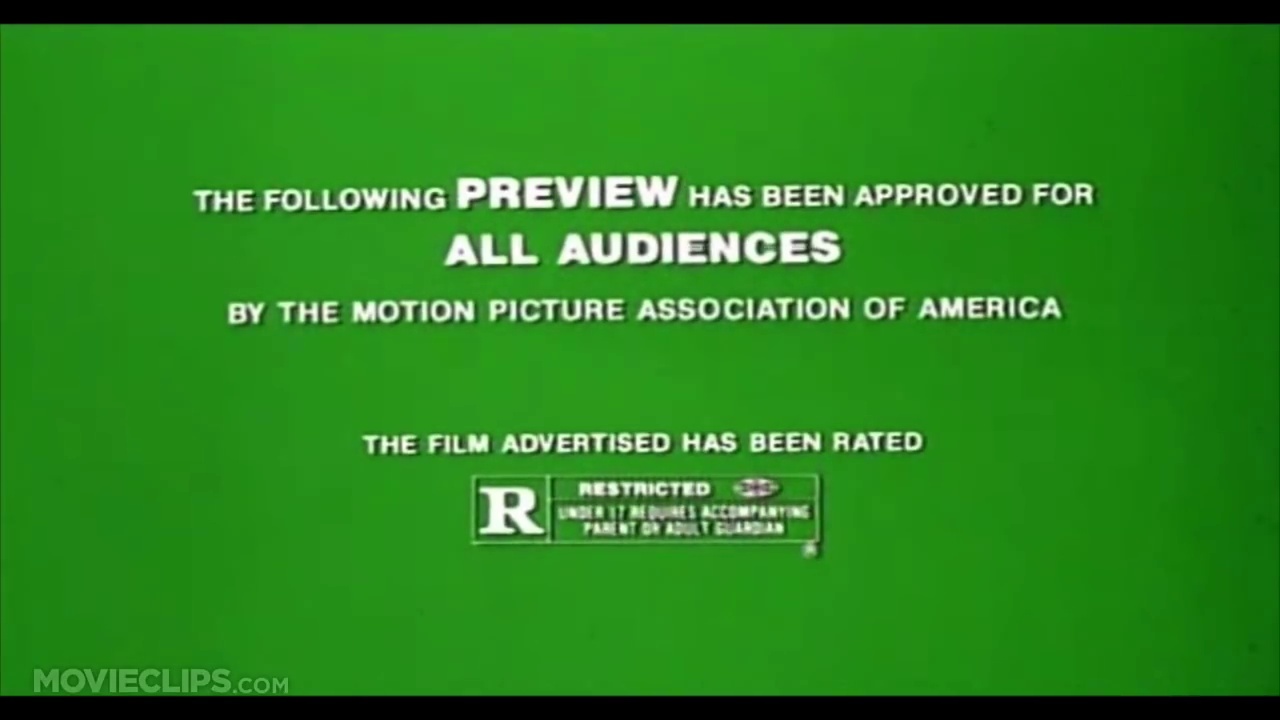 THE FOLLOWING PREVIEW HAS BEEN APPROVED FOR
ALL AUDIENCES
BY THE MOTION PICTURE ASSOCIATION OF AMERICA
THE FILM ADVERTISED HAS BEEN RATED
R RESTRICTED
UNDER 17 REQUIRES ACCOMPANYING
PARENT OR ADULT GUARDIAN
MOVIECLIPS.COM